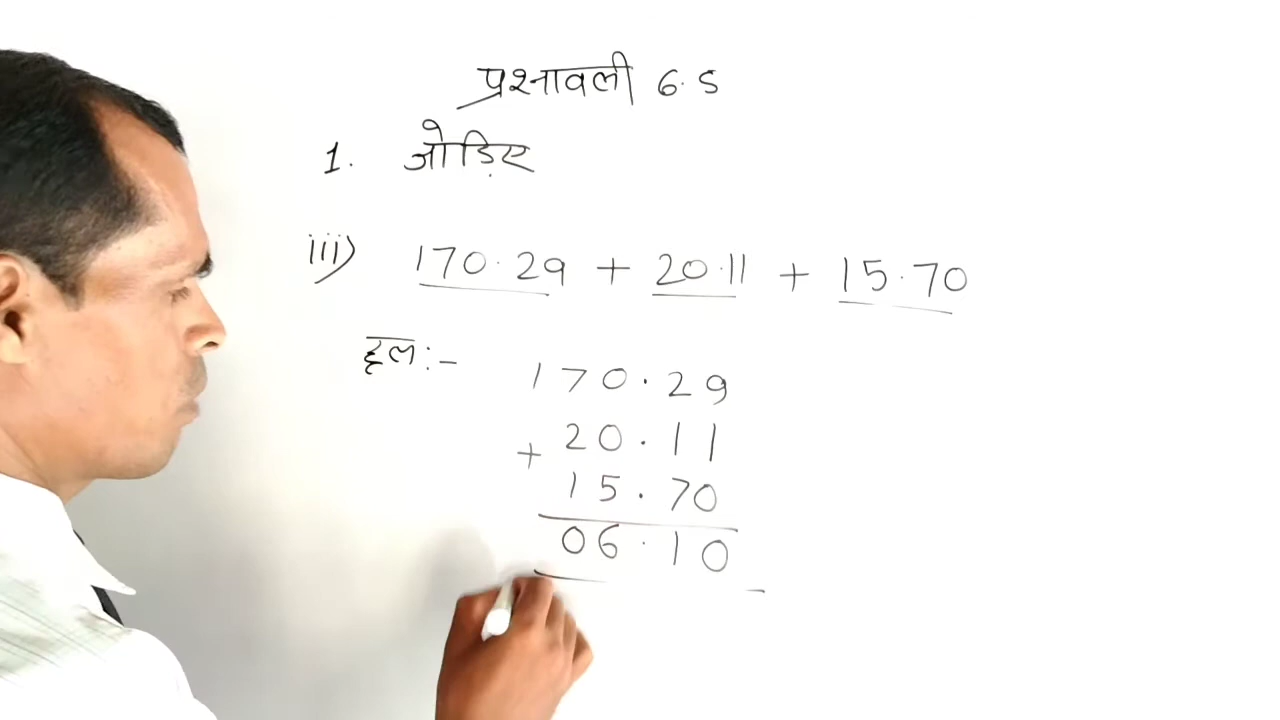 प्रश्नावली 6.5
1. जोड़िए
iii) 170.29 + 20.11 + 15.70
हल:-
170.29
+ 20.11
15.70
06.10